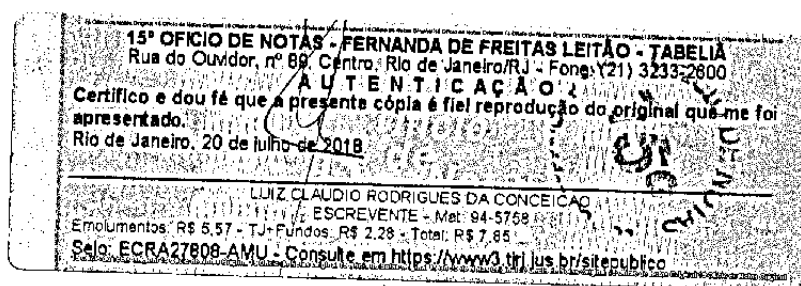 15º OFICIO DE NOTAS - FERNANDA DE FREITAS LEITÃO - TABELIÃ
Rua do Ouvidor, nº 89, Centro, Rio de Janeiro/RJ - Fone: (21) 3233-2600
AUTENTICAÇÃO
Certifico e dou fé que a presente cópia é fiel reprodução do original que me foi
apresentado.
Rio de Janeiro, 20 de julho de 2018
LUIZ CLAUDIO RODRIGUES DA CONCEICAO
ESCREVENTE - Mat: 94-5758
Emolumentos: R$ 5,57 - TJ+Fundos: R$ 2,28 - Total: R$ 7,85
Selo: ECRA27808-AMU - Consulte em https://www3.tjrj.jus.br/sitepublico